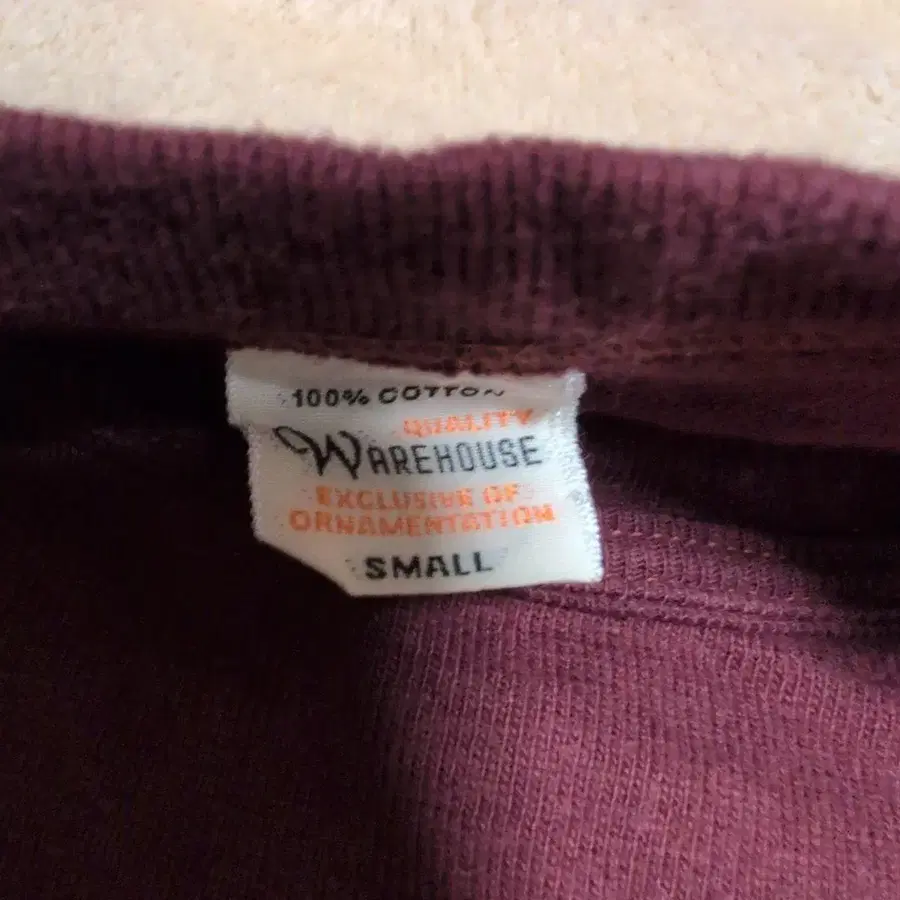 100% COTTON
QUALITY
WAREHOUSE
EXCLUSIVE OF
ORNAMENTATION
SMALL